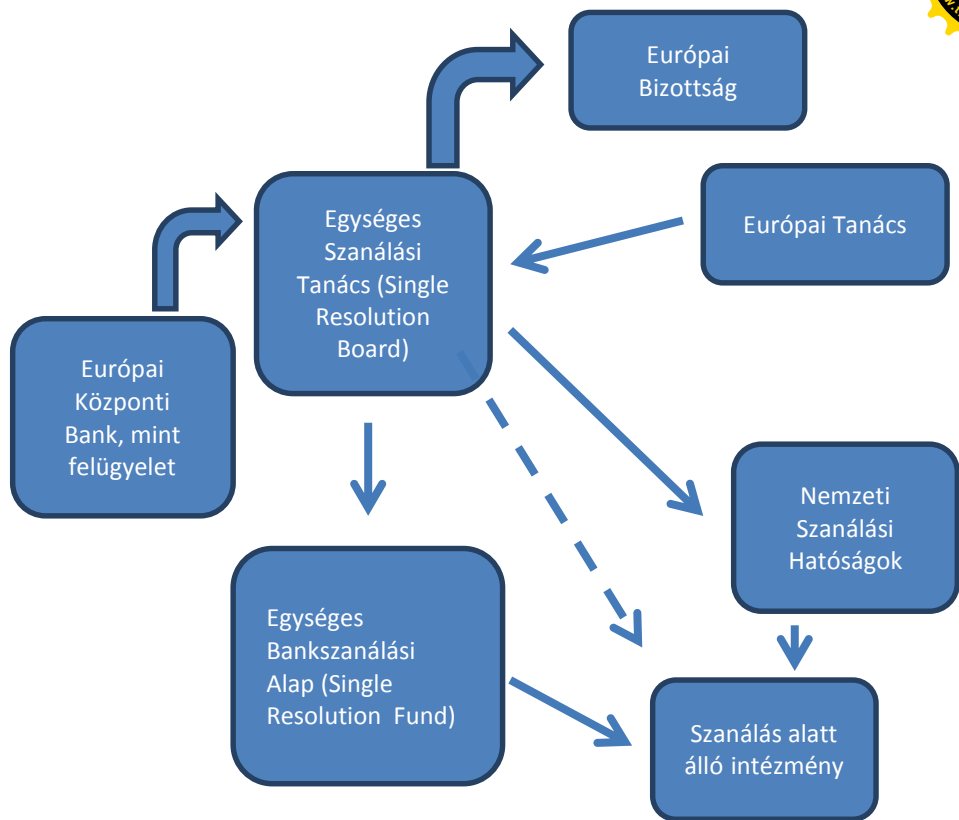 Európai
Bizottság
Európai Tanács
Egységes
Szanálási
Tanács (Single
Resolution
Board)
Európai
Központi
Bank, mint
felügyelet
Nemzeti
Szanálási
Hatóságok
Egységes
Bankszanálási
Alap (Single
Resolution Fund)
Szanálás alatt
álló intézmény